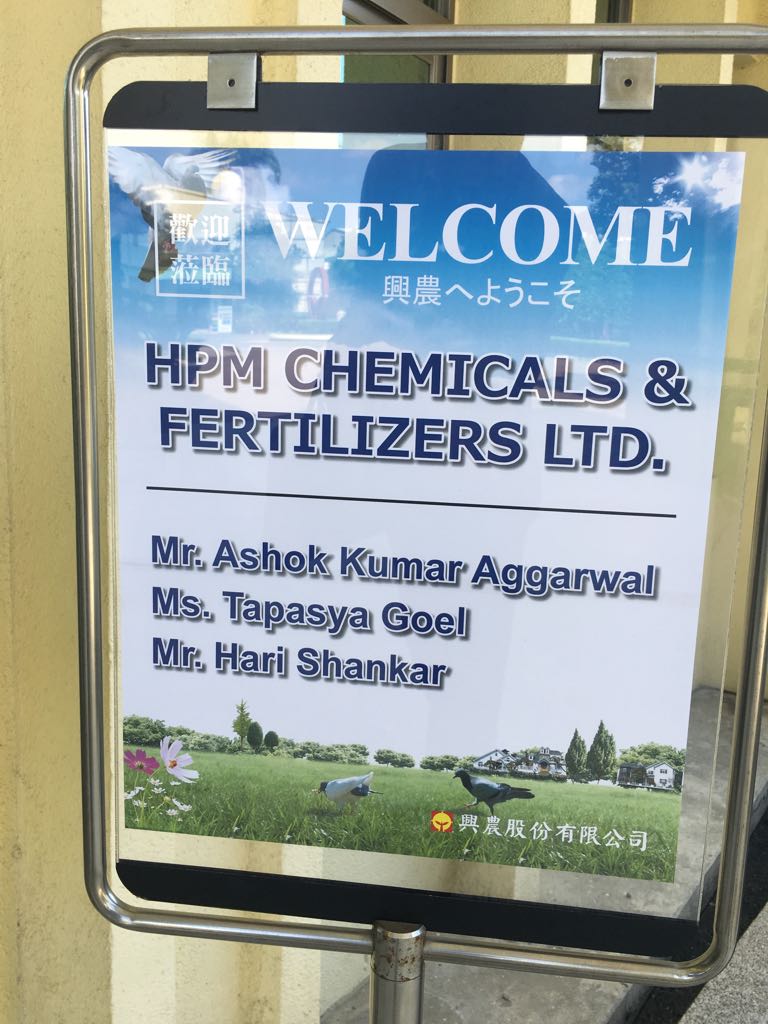 歡迎
蒞臨
WELCOME
興農へようこそ
HPM CHEMICALS &
FERTILIZERS LTD.
Mr. Ashok Kumar Aggarwal
Ms. Tapasya Goel
Mr. Hari Shankar
興農股份有限公司